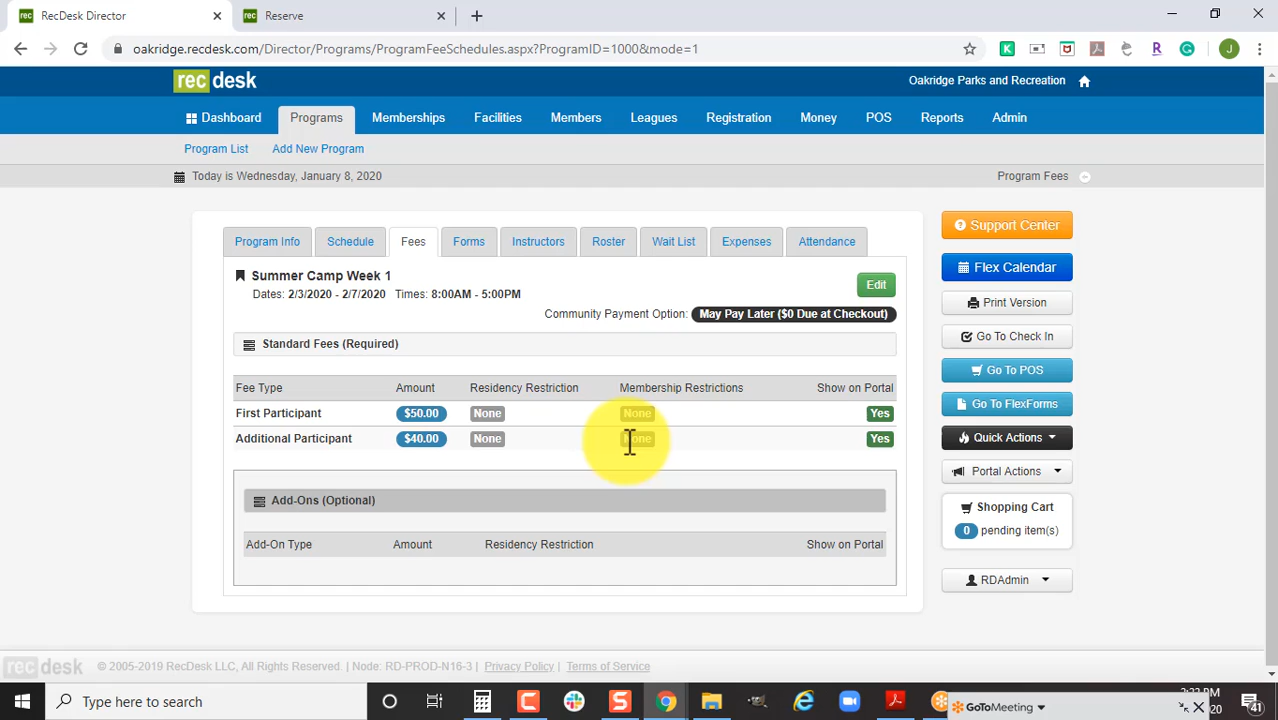 RecDesk Director
Reserve
oakridge.recdesk.com/Director/Programs/ProgramFeeSchedules.aspx?ProgramID=1000&mode=1
recdesk
Oakridge Parks and Recreation
Dashboard Programs Memberships Facilities Members Leagues Registration Money POS Reports Admin
Program List Add New Program
Today is Wednesday, January 8, 2020
Program Fees
Program Info Schedule Fees Forms Instructors Roster Wait List Expenses Attendance
Summer Camp Week 1
Edit
Dates: 2/3/2020 - 2/7/2020 Times: 8:00AM - 5:00PM
Community Payment Option: May Pay Later ($0 Due at Checkout)
Standard Fees (Required)
Fee Type Amount Residency Restriction Membership Restrictions Show on Portal
First Participant $50.00 None None Yes
Additional Participant $40.00 None None Yes
Add-Ons (Optional)
Add-On Type Amount Residency Restriction Show on Portal
Support Center
Flex Calendar
Print Version
Go To Check In
Go To POS
Go To FlexForms
Quick Actions
Portal Actions
Shopping Cart
0 pending item(s)
RDAdmin
recdesk © 2005-2019 RecDesk LLC, All Rights Reserved. | Node: RD-PROD-N16-3 | Privacy Policy | Terms of Service
Type here to search
GoToMeeting
41